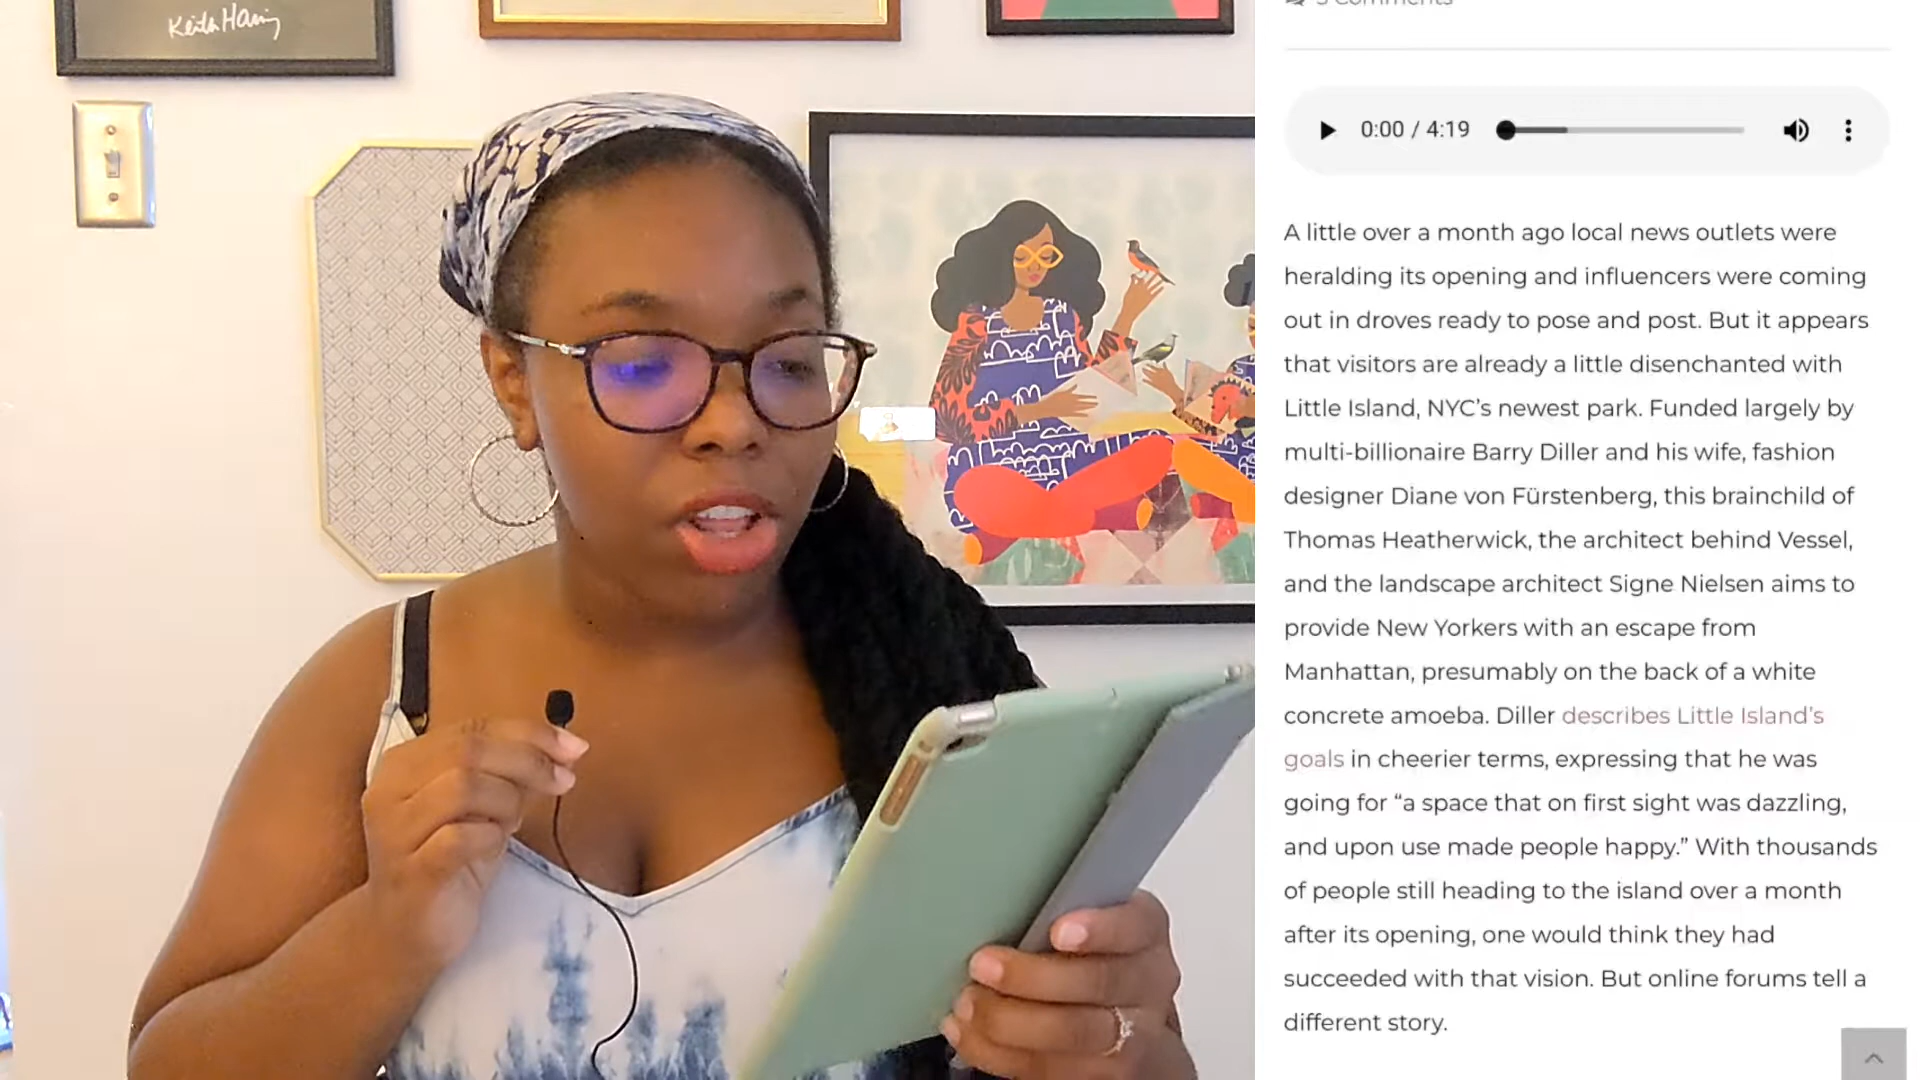 Keith Haring
3 Comments
0:00 / 4:19
A little over a month ago local news outlets were
heralding its opening and influencers were coming
out in droves ready to pose and post. But it appears
that visitors are already a little disenchanted with
Little Island, NYC’s newest park. Funded largely by
multi-billionaire Barry Diller and his wife, fashion
designer Diane von Fürstenberg, this brainchild of
Thomas Heatherwick, the architect behind Vessel,
and the landscape architect Signe Nielsen aims to
provide New Yorkers with an escape from
Manhattan, presumably on the back of a white
concrete amoeba. Diller describes Little Island’s
goals in cheerier terms, expressing that he was
going for “a space that on first sight was dazzling,
and upon use made people happy.” With thousands
of people still heading to the island over a month
after its opening, one would think they had
succeeded with that vision. But online forums tell a
different story.